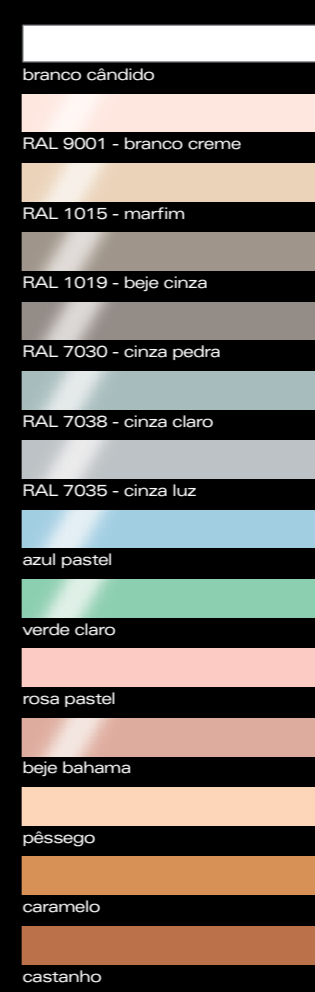 branco cândido
RAL 9001 - branco creme
RAL 1015 - marfim
RAL 1019 - beje cinza
RAL 7030 - cinza pedra
RAL 7038 - cinza claro
RAL 7035 - cinza luz
azul pastel
verde claro
rosa pastel
beje bahama
pêssego
caramelo
castanho